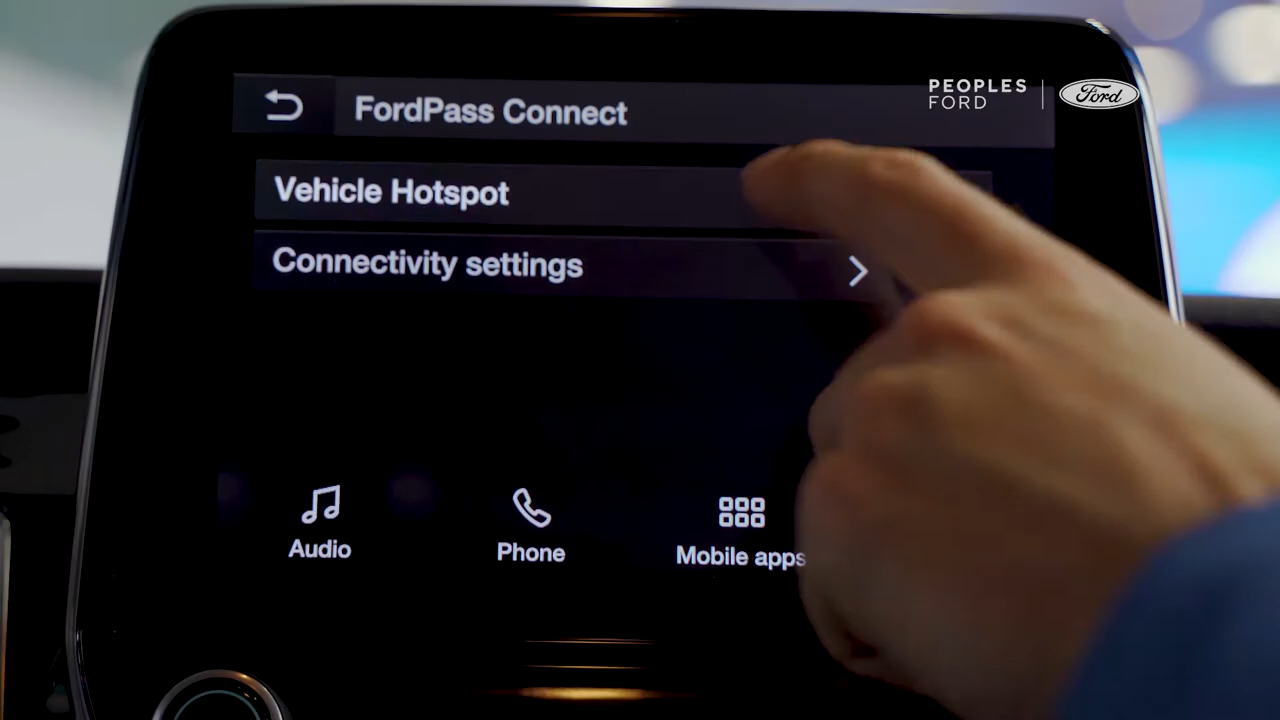 PEOPLES
FORD
Ford
FordPass Connect
Vehicle Hotspot
Connectivity settings
Audio
Phone
Mobile apps